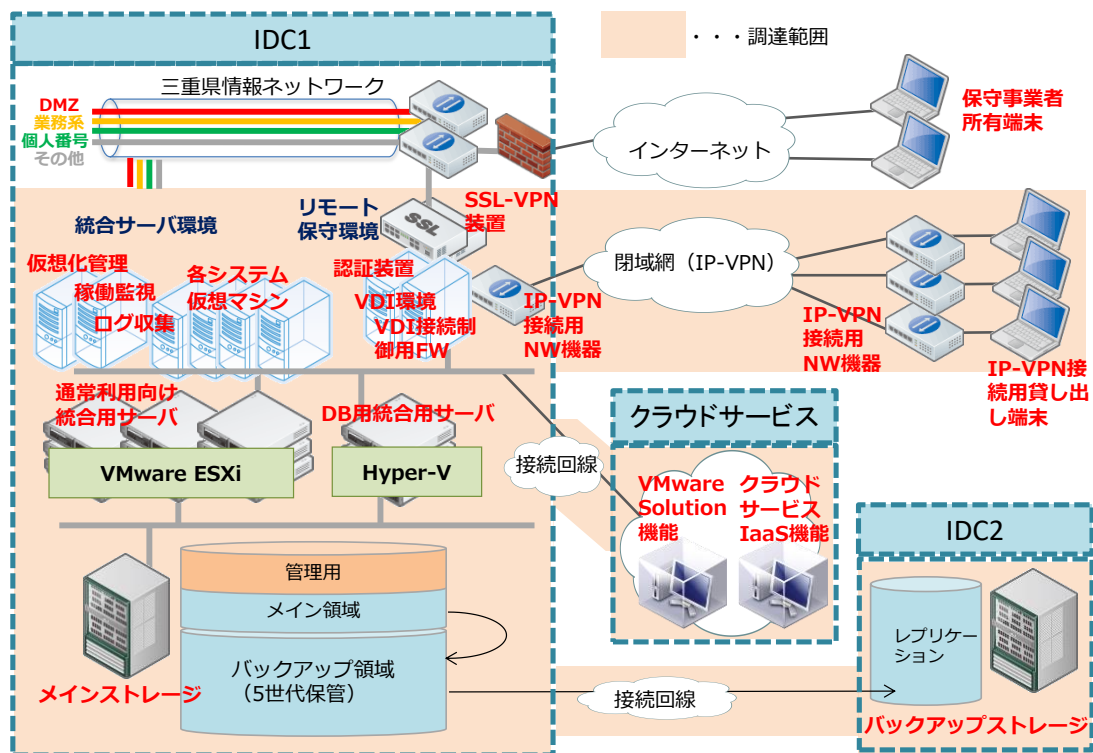 IDC1
・・・調達範囲
三重県情報ネットワーク
DMZ
業務系
個人番号
その他
インターネット
保守事業者
所有端末
統合サーバ環境
リモート
保守環境
SSL
SSL-VPN
装置
仮想化管理
稼働監視
ログ収集
各システム
仮想マシン
認証装置
VDI環境
VDI接続制
御用FW
IP-VPN
接続用
NW機器
閉域網（IP-VPN）
IP-VPN
接続用
NW機器
IP-VPN接
続用貸し出
し端末
通常利用向け
統合用サーバ
DB用統合用サーバ
VMware ESXi
Hyper-V
接続回線
クラウドサービス
VMware
Solution
機能
クラウド
サービス
IaaS機能
管理用
メイン領域
バックアップ領域
（5世代保管）
メインストレージ
接続回線
IDC2
レプリケー
ション
バックアップストレージ